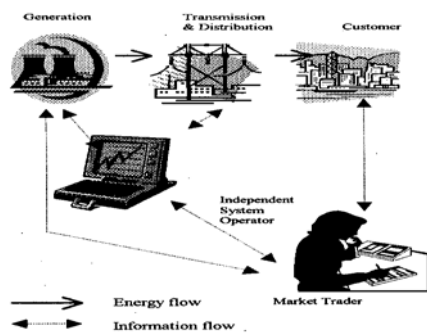 Generation
Transmission
& Distribution
Customer
Independent
System
Operator
Market Trader
Energy flow
Information flow